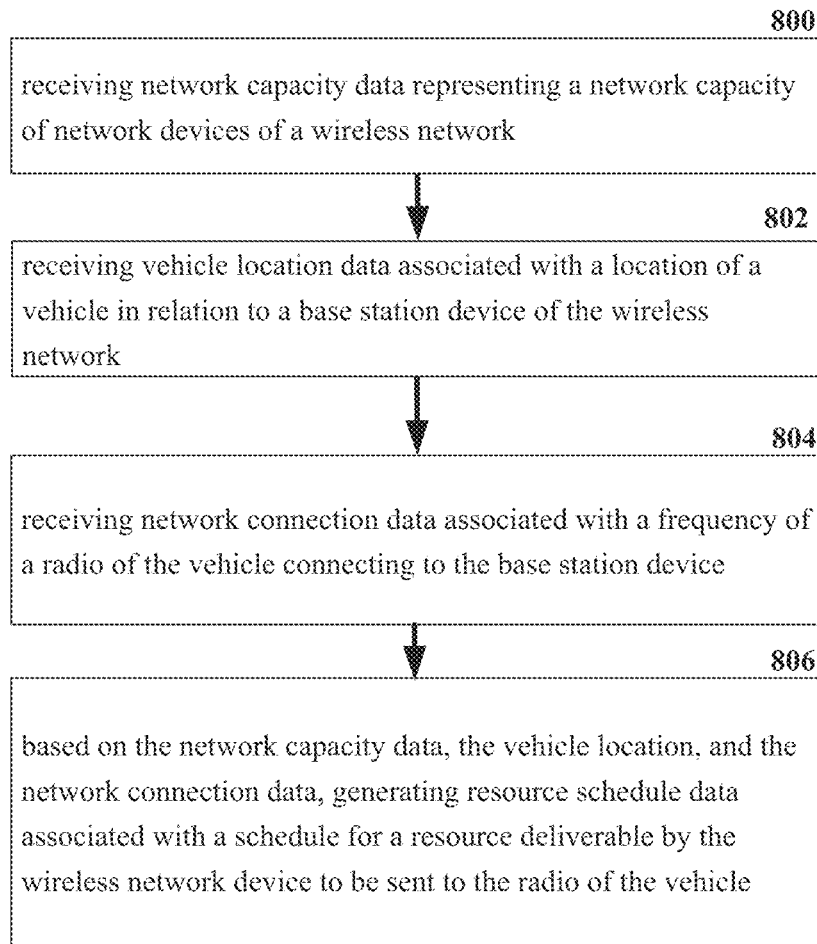 800
receiving network capacity data representing a network capacity
of network devices of a wireless network
802
receiving vehicle location data associated with a location of a
vehicle in relation to a base station device of the wireless
network
804
receiving network connection data associated with a frequency of
a radio of the vehicle connecting to the base station device
806
based on the network capacity data, the vehicle location, and the
network connection data, generating resource schedule data
associated with a schedule for a resource deliverable by the
wireless network device to be sent to the radio of the vehicle